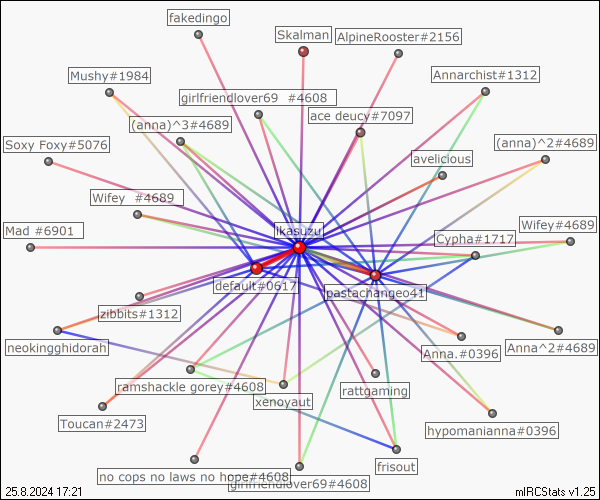 fakedingo
Skalman
AlpineRooster#2156
Mushy#1984
Annarchist#1312
girlfriendlover69 #4608
ace deucy#7097
(anna)^3#4689
Soxy Foxy#5076
avelicious
(anna)^2#4689
Wifey #4689
Mad #6901
ikasuzu
Cypha#1717
Wifey#4689
default#0617
pastachange041
zibbits#1312
neokingghidorah
Anna.#0396
Anna^2#4689
ramshackle gorey#4608
xenoyaut
rattgaming
Toucan#2473
hypomanianna#0396
frisout
no cops no laws no hope#4608
girlfriendlover69#4608
25.8.2024 17:21
mIRCStats v1.25